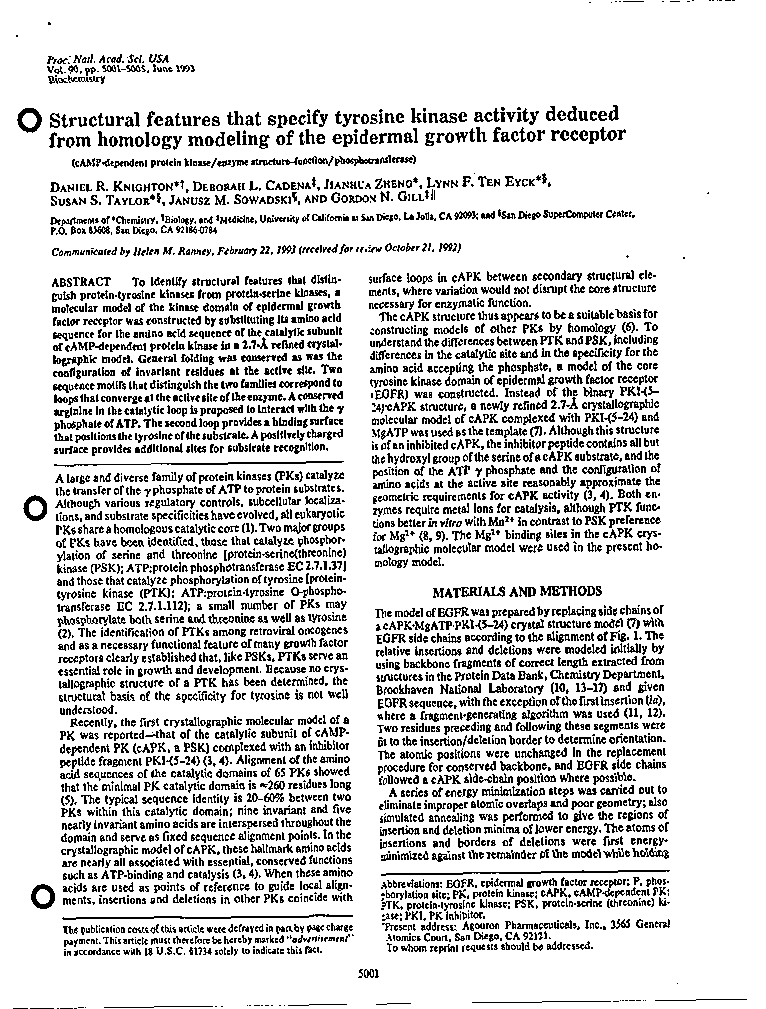 Proc. Natl. Acad. Sci. USA
Vol. 90, pp. 5001-5005, June 1993
Biochemistry
Structural features that specify tyrosine kinase activity deduced
from homology modeling of the epidermal growth factor receptor
(cAMP-dependent protein kinase/enzyme structure-function/phosphotransferase)
DANIEL R. KNIGHTON*†, DEBORAH L. CADENA‡, JIANHUA ZHENG*, LYNN F. TEN EYCK*§,
SUSAN S. TAYLOR*§, JANUSZ M. SOWADSKI¶, AND GORDON N. GILL‡||
Departments of *Chemistry, ‡Biology, and ¶Medicine, University of California at San Diego, La Jolla, CA 92093; and §San Diego SuperComputer Center,
P.O. Box 85608, San Diego, CA 92186-0784
Communicated by Helen M. Ranney, February 22, 1993 (received for review October 21, 1992)
ABSTRACT To identify structural features that distin-
guish protein-tyrosine kinases from protein-serine kinases, a
molecular model of the kinase domain of epidermal growth
factor receptor was constructed by substituting its amino acid
sequence for the amino acid sequence of the catalytic subunit
of cAMP-dependent protein kinase in a 2.7-Å refined crystal-
lographic model. General folding was conserved as was the
configuration of invariant residues at the active site. Two
sequence motifs that distinguish the two families correspond to
loops that converge at the active site of the enzyme. A conserved
arginine in the catalytic loop is proposed to interact with the γ
phosphate of ATP. The second loop provides a binding surface
that positions the tyrosine of the substrate. A positively charged
surface provides additional sites for substrate recognition.
A large and diverse family of protein kinases (PKs) catalyze
the transfer of the γ phosphate of ATP to protein substrates.
Although various regulatory controls, subcellular localiza-
tions, and substrate specificities have evolved, all eukaryotic
PKs share a homologous catalytic core (1). Two major groups
of PKs have been identified, those that catalyze phosphor-
ylation of serine and threonine [protein-serine(threonine)
kinase (PSK); ATP:protein phosphotransferase EC 2.7.1.37]
and those that catalyze phosphorylation of tyrosine [protein-
tyrosine kinase (PTK); ATP:protein-tyrosine O-phospho-
transferase EC 2.7.1.112]; a small number of PKs may
phosphorylate both serine and threonine as well as tyrosine
(2). The identification of PTKs among retroviral oncogenes
and as a necessary functional feature of many growth factor
receptors clearly established that, like PSKs, PTKs serve an
essential role in growth and development. Because no crys-
tallographic structure of a PTK has been determined, the
structural basis of the specificity for tyrosine is not well
understood.
Recently, the first crystallographic molecular model of a
PK was reported—that of the catalytic subunit of cAMP-
dependent PK (cAPK, a PSK) complexed with an inhibitor
peptide fragment PKI-(5-24) (3, 4). Alignment of the amino
acid sequences of the catalytic domains of 65 PKs showed
that the minimal PK catalytic domain is ≈260 residues long
(5). The typical sequence identity is 20-60% between two
PKs within this catalytic domain; nine invariant and five
nearly invariant amino acids are interspersed throughout the
domain and serve as fixed sequence alignment points. In the
crystallographic model of cAPK, these hallmark amino acids
are nearly all associated with essential, conserved functions
such as ATP-binding and catalysis (3, 4). When these amino
acids are used as points of reference to guide local align-
ments, insertions and deletions in other PKs coincide with
The publication costs of this article were defrayed in part by page charge
payment. This article must therefore be hereby marked "advertisement"
in accordance with 18 U.S.C. §1734 solely to indicate this fact.
surface loops in cAPK between secondary structural ele-
ments, where variation would not disrupt the core structure
necessary for enzymatic function.
The cAPK structure thus appears to be a suitable basis for
constructing models of other PKs by homology (6). To
understand the differences between PTK and PSK, including
differences in the catalytic site and in the specificity for the
amino acid accepting the phosphate, a model of the core
tyrosine kinase domain of epidermal growth factor receptor
(EGFR) was constructed. Instead of the binary PKI-(5-
24)·cAPK structure, a newly refined 2.7-Å crystallographic
molecular model of cAPK complexed with PKI-(5-24) and
MgATP was used as the template (7). Although this structure
is of an inhibited cAPK, the inhibitor peptide contains all but
the hydroxyl group of the serine of a cAPK substrate, and the
position of the ATP γ phosphate and the configuration of
amino acids at the active site reasonably approximate the
geometric requirements for cAPK activity (3, 4). Both en-
zymes require metal ions for catalysis, although PTK func-
tions better in vitro with Mn²⁺ in contrast to PSK preference
for Mg²⁺ (8, 9). The Mg²⁺ binding sites in the cAPK crys-
tallographic molecular model were used in the present ho-
mology model.
MATERIALS AND METHODS
The model of EGFR was prepared by replacing side chains of
a cAPK·MgATP·PKI-(5-24) crystal structure model (7) with
EGFR side chains according to the alignment of Fig. 1. The
relative insertions and deletions were modeled initially by
using backbone fragments of correct length extracted from
structures in the Protein Data Bank, Chemistry Department,
Brookhaven National Laboratory (10, 13-17) and given
EGFR sequence, with the exception of the first insertion (Ia),
where a fragment-generating algorithm was used (11, 12).
Two residues preceding and following these segments were
fit to the insertion/deletion border to determine orientation.
The atomic positions were unchanged in the replacement
procedure for conserved backbone, and EGFR side chains
followed a cAPK side-chain position where possible.
A series of energy minimization steps was carried out to
eliminate improper atomic overlaps and poor geometry; also
simulated annealing was performed to give the regions of
insertion and deletion minima of lower energy. The atoms of
insertions and borders of deletions were first energy-
minimized against the remainder of the model while holding
Abbreviations: EGFR, epidermal growth factor receptor; P, phos-
phorylation site; PK, protein kinase; cAPK, cAMP-dependent PK;
PTK, protein-tyrosine kinase; PSK, protein-serine (threonine) ki-
nase; PKI, PK inhibitor.
†Present address: Agouron Pharmaceuticals, Inc., 3565 General
Atomics Court, San Diego, CA 92121.
To whom reprint requests should be addressed.
5001